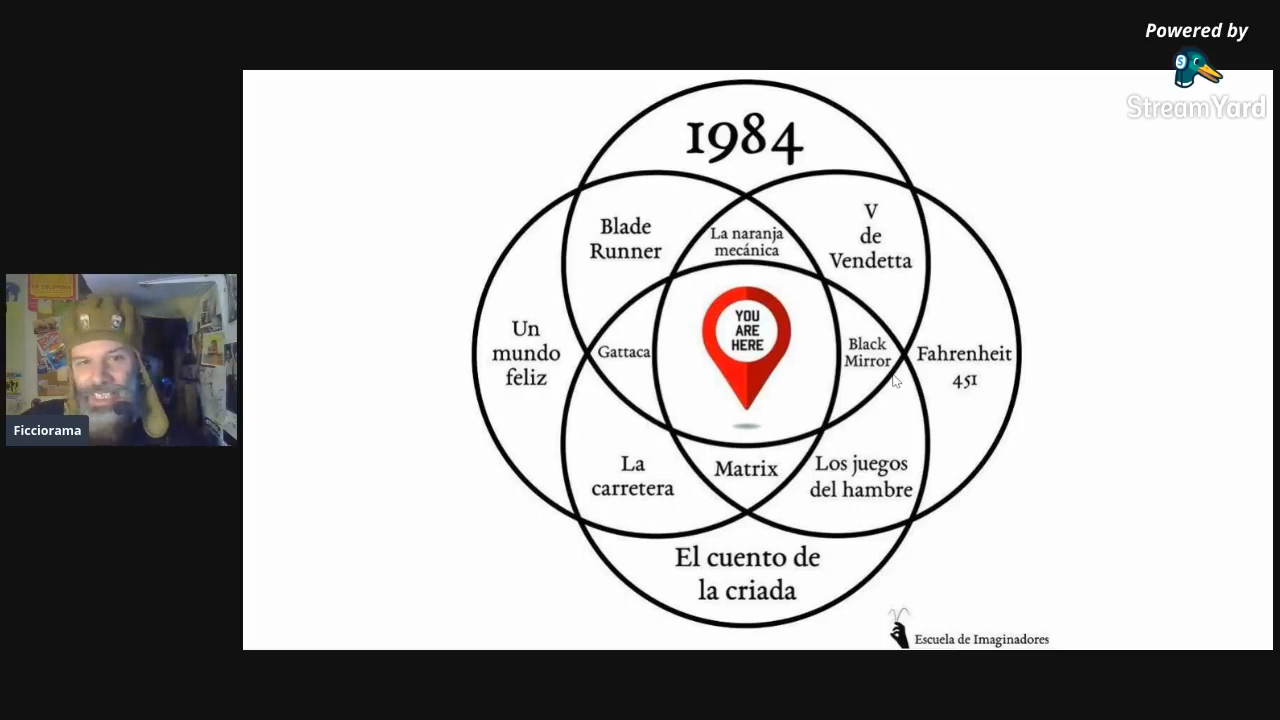 Powered by
StreamYard
1984
Blade
Runner
La naranja
mecánica
V
de
Vendetta
Un
mundo
feliz
Gattaca
YOU
ARE
HERE
Black
Mirror
Fahrenheit
451
La
carretera
Matrix
Los juegos
del hambre
El cuento de
la criada
Escuela de Imaginadores
Ficciorama